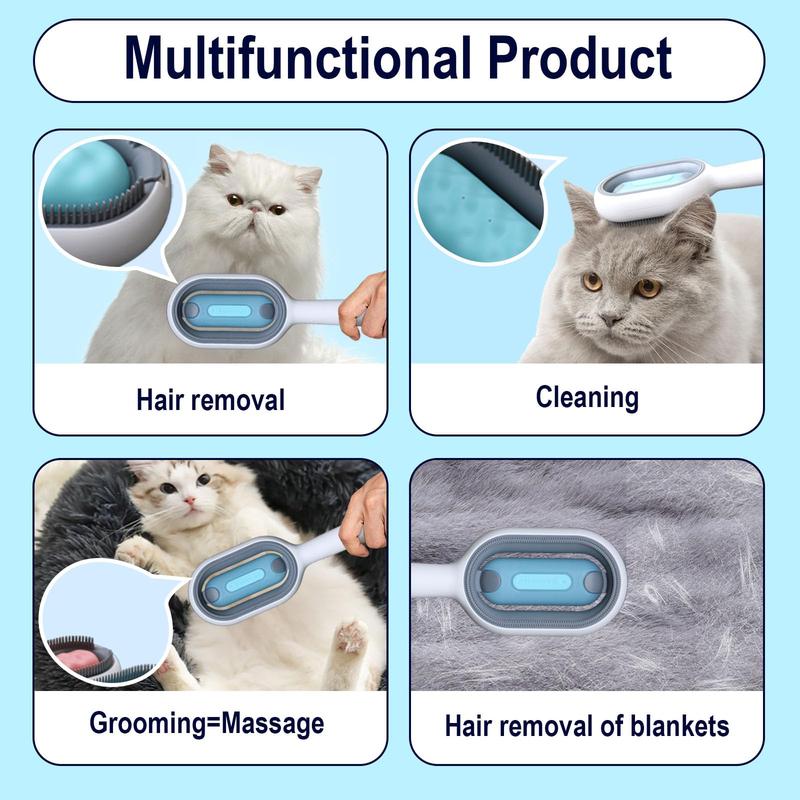 Multifunctional Product
Hair removal
Cleaning
Grooming=Massage
Hair removal of blankets